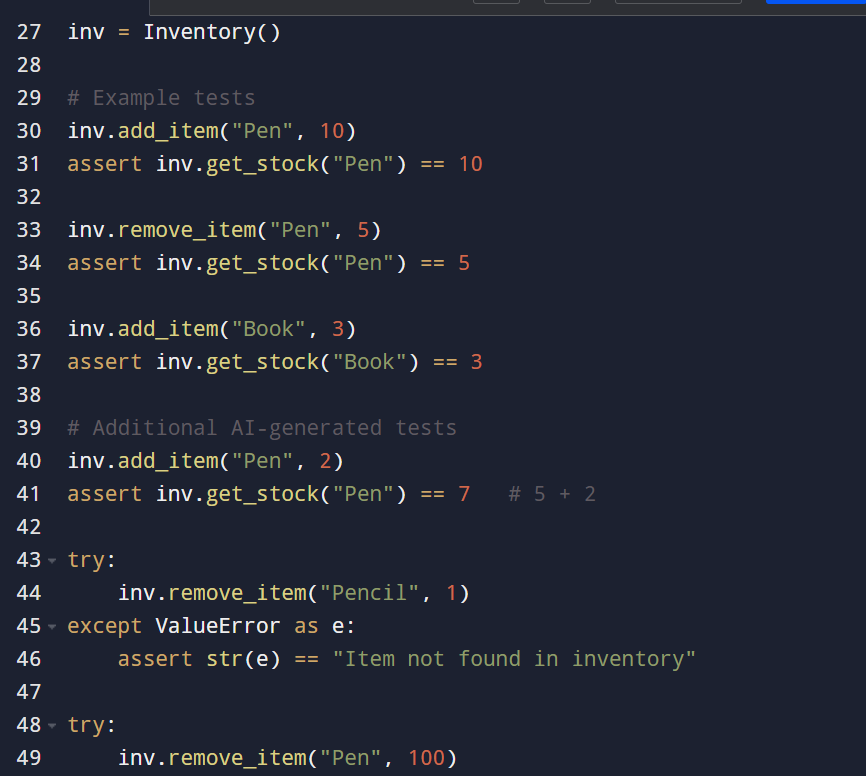 27 inv = Inventory()
28
29 # Example tests
30 inv.add_item("Pen", 10)
31 assert inv.get_stock("Pen") == 10
32
33 inv.remove_item("Pen", 5)
34 assert inv.get_stock("Pen") == 5
35
36 inv.add_item("Book", 3)
37 assert inv.get_stock("Book") == 3
38
39 # Additional AI-generated tests
40 inv.add_item("Pen", 2)
41 assert inv.get_stock("Pen") == 7   # 5 + 2
42
43 try:
44     inv.remove_item("Pencil", 1)
45 except ValueError as e:
46     assert str(e) == "Item not found in inventory"
47
48 try:
49     inv.remove_item("Pen", 100)